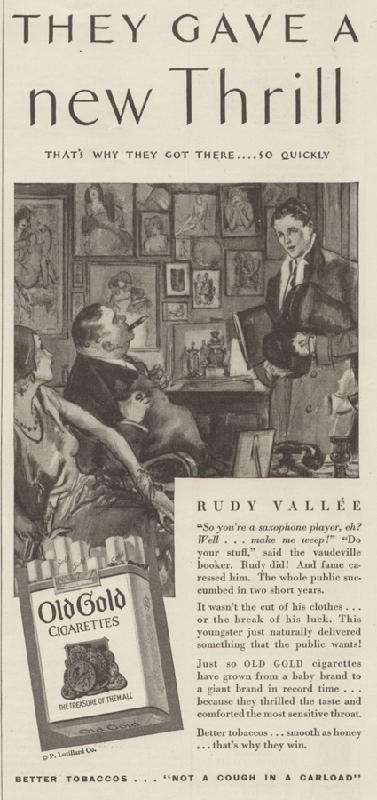 THEY GAVE A
new Thrill
THAT'S WHY THEY GOT THERE....SO QUICKLY
RUDY VALLÉE
"So you're a saxophone player, eh?
Well . . . make me weep!" "Do
your stuff," said the vaudeville
booker. Rudy did! And fame ca-
ressed him. The whole public suc-
cumbed in two short years.
It wasn't the cut of his clothes . . .
or the break of his luck. This
youngster just naturally delivered
something that the public wants!
Just so OLD GOLD cigarettes
have grown from a baby brand to
a giant brand in record time . . .
because they thrilled the taste and
comforted the most sensitive throat.
Better tobaccos . . . smooth as honey
. . . that's why they win.
Old Gold
CIGARETTES
THE TREASURE OF THEM ALL
Old Gold
© P. Lorillard Co.
BETTER TOBACCOS . . . "NOT A COUGH IN A CARLOAD"